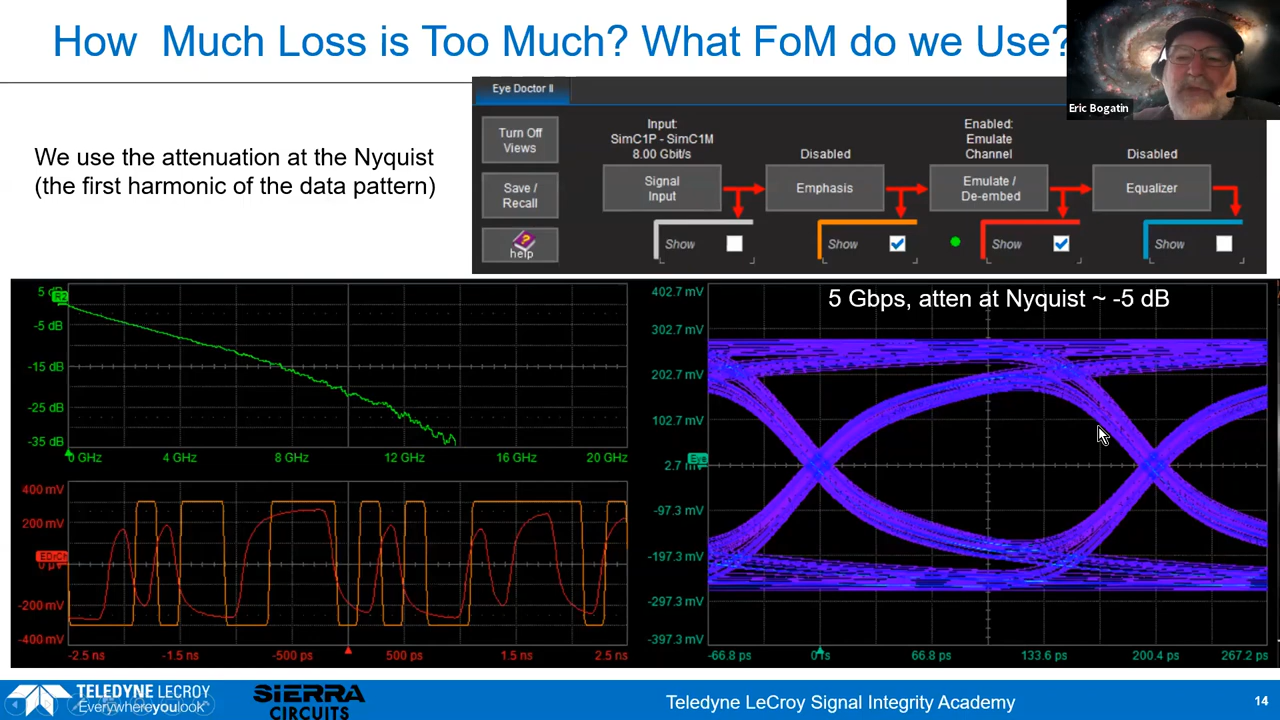 How Much Loss is Too Much? What FoM do we Use?
Eric Bogatin
We use the attenuation at the Nyquist
(the first harmonic of the data pattern)
Eye Doctor II
Turn Off
Views
Save /
Recall
?
help
Input:
SimC1P - SimC1M
8.00 Gbit/s
Signal
Input
Show
Disabled
Emphasis
Show
Enabled:
Emulate
Channel
Emulate /
De-embed
Show
Disabled
Equalizer
Show
5 dB
R2
-5 dB
-15 dB
-25 dB
-35 dB
0 GHz
4 GHz
8 GHz
12 GHz
16 GHz
20 GHz
400 mV
200 mV
EDrCh
0 µV
-200 mV
-400 mV
-2.5 ns
-1.5 ns
-500 ps
500 ps
1.5 ns
2.5 ns
5 Gbps, atten at Nyquist ~ -5 dB
402.7 mV
302.7 mV
202.7 mV
102.7 mV
Eye
2.7 m
-97.3 mV
-197.3 mV
-297.3 mV
-397.3 mV
-66.8 ps
0 s
66.8 ps
133.6 ps
200.4 ps
267.2 ps
TELEDYNE LECROY
Everywhereyoulook
SIERRA
CIRCUITS
Teledyne LeCroy Signal Integrity Academy
14